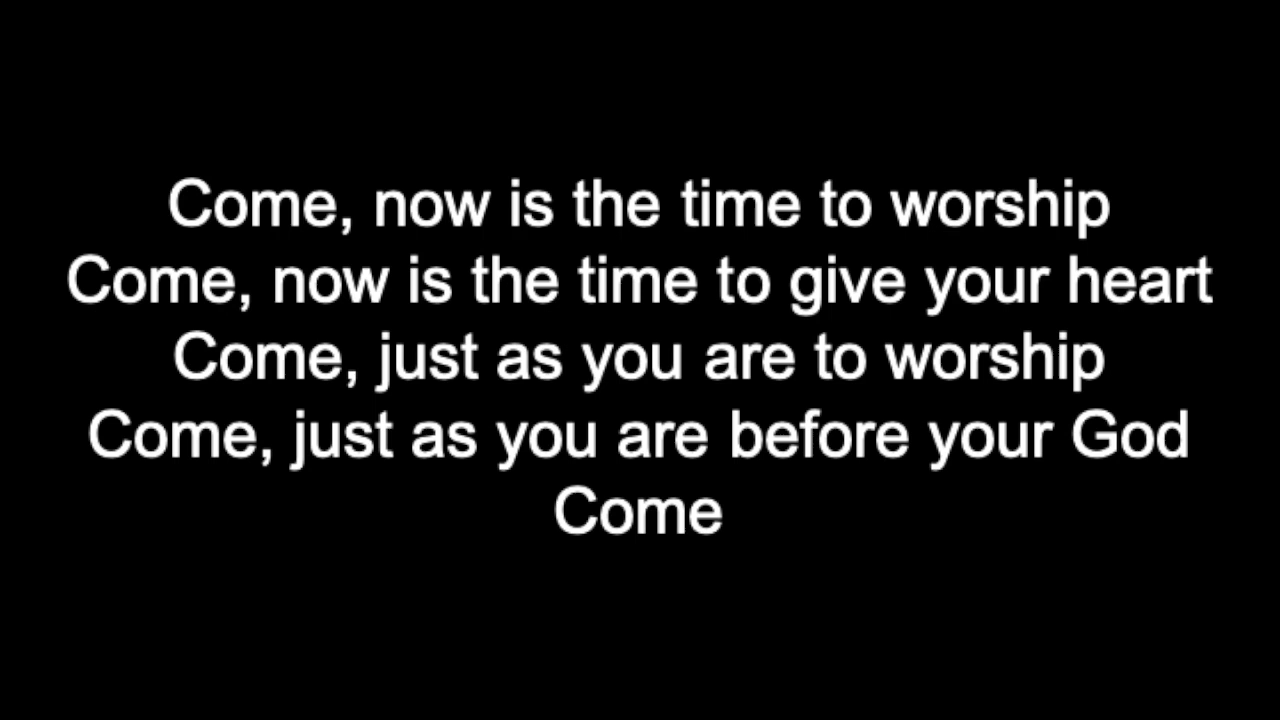 Come, now is the time to worship
Come, now is the time to give your heart
Come, just as you are to worship
Come, just as you are before your God
Come